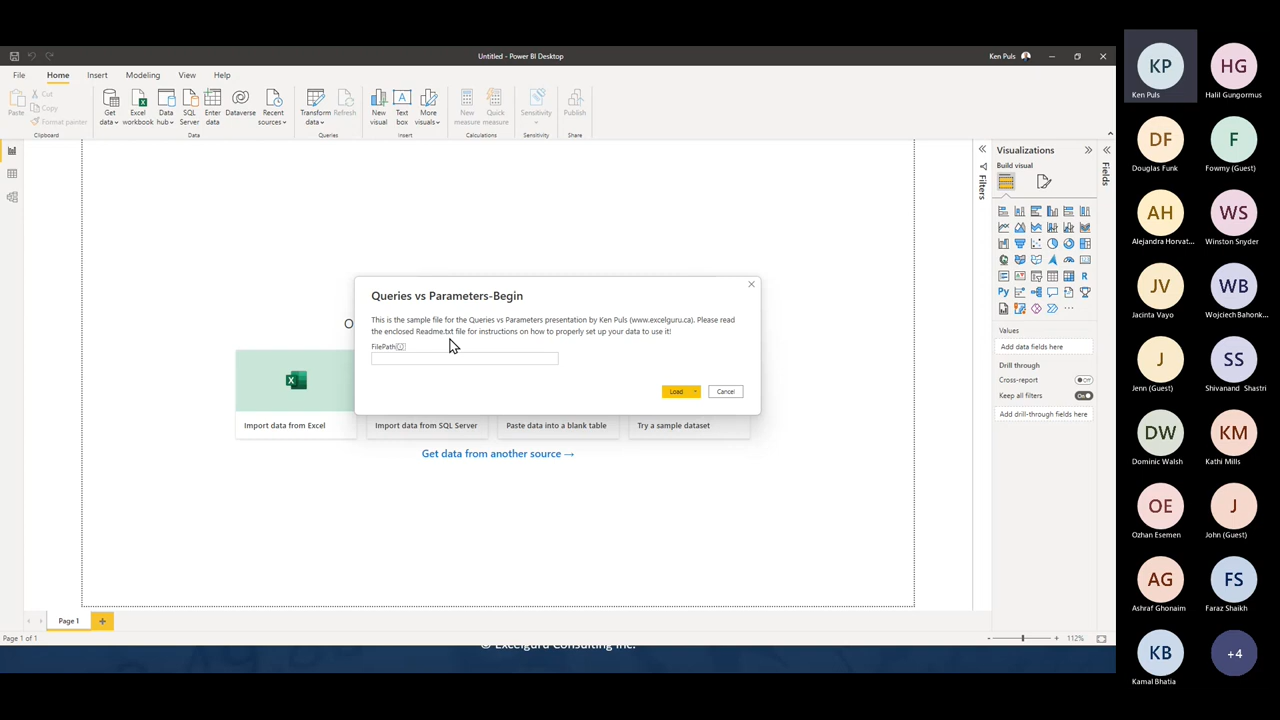 Untitled - Power BI Desktop
Ken Puls
File Home Insert Modeling View Help
Paste
Cut
Copy
Format painter
Clipboard
Get data
Excel workbook
Data hub
SQL Server
Enter data
Dataverse
Recent sources
Data
Transform data
Refresh
Queries
New visual
Text box
More visuals
Insert
New measure
Quick measure
Calculations
Sensitivity
Sensitivity
Publish
Share
Filters
Visualizations
Build visual
Fields
Py
R
Values
Add data fields here
Drill through
Cross-report
Off
Keep all filters
On
Add drill-through fields here
Queries vs Parameters-Begin
This is the sample file for the Queries vs Parameters presentation by Ken Puls (www.excelguru.ca). Please read
the enclosed Readme.txt file for instructions on how to properly set up your data to use it!
FilePath
Load
Cancel
O
X
Import data from Excel
Import data from SQL Server
Paste data into a blank table
Try a sample dataset
Get data from another source →
Page 1
Page 1 of 1
112%
© Excelguru Consulting Inc.
KP
Ken Puls
HG
Halil Gungormus
DF
Douglas Funk
F
Fowmy (Guest)
AH
Alejandra Horvat...
WS
Winston Snyder
JV
Jacinta Vayo
WB
Wojciech Bahonk...
J
Jenn (Guest)
SS
Shivanand Shastri
DW
Dominic Walsh
KM
Kathi Mills
OE
Ozhan Esemen
J
John (Guest)
AG
Ashraf Ghonaim
FS
Faraz Shaikh
KB
Kamal Bhatia
+4